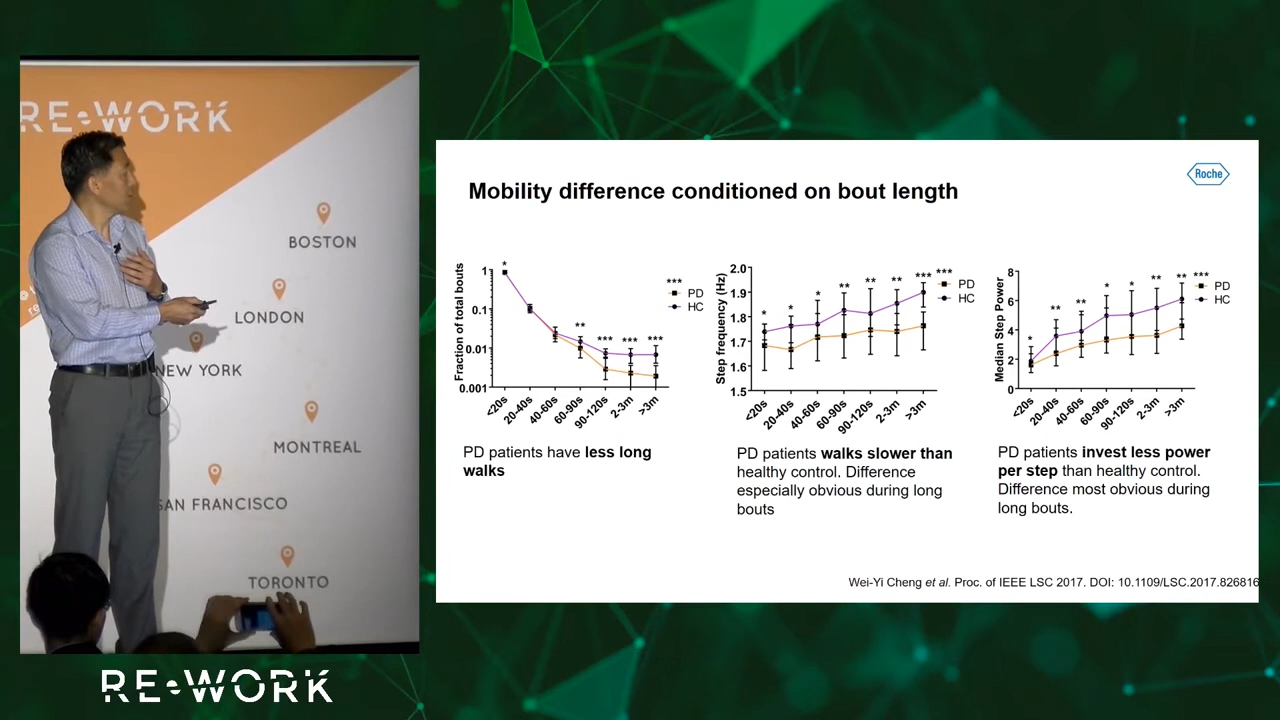 RE•WORK
BOSTON
LONDON
NEW YORK
MONTREAL
SAN FRANCISCO
TORONTO
RE•WORK
Roche
Mobility difference conditioned on bout length
Fraction of total bouts
1
0.1
0.01
0.001
*
**
***
***
***
***
PD
HC
<20s
20-40s
40-60s
60-90s
90-120s
2-3m
>3m
PD patients have less long
walks
Step frequency (Hz)
2.0
1.9
1.8
1.7
1.6
1.5
*
*
*
**
**
**
***
***
PD
HC
<20s
20-40s
40-60s
60-90s
90-120s
2-3m
>3m
PD patients walks slower than
healthy control. Difference
especially obvious during long
bouts
Median Step Power
8
6
4
2
0
*
**
**
*
*
**
**
***
PD
HC
<20s
20-40s
40-60s
60-90s
90-120s
2-3m
>3m
PD patients invest less power
per step than healthy control.
Difference most obvious during
long bouts.
Wei-Yi Cheng et al. Proc. of IEEE LSC 2017. DOI: 10.1109/LSC.2017.826816